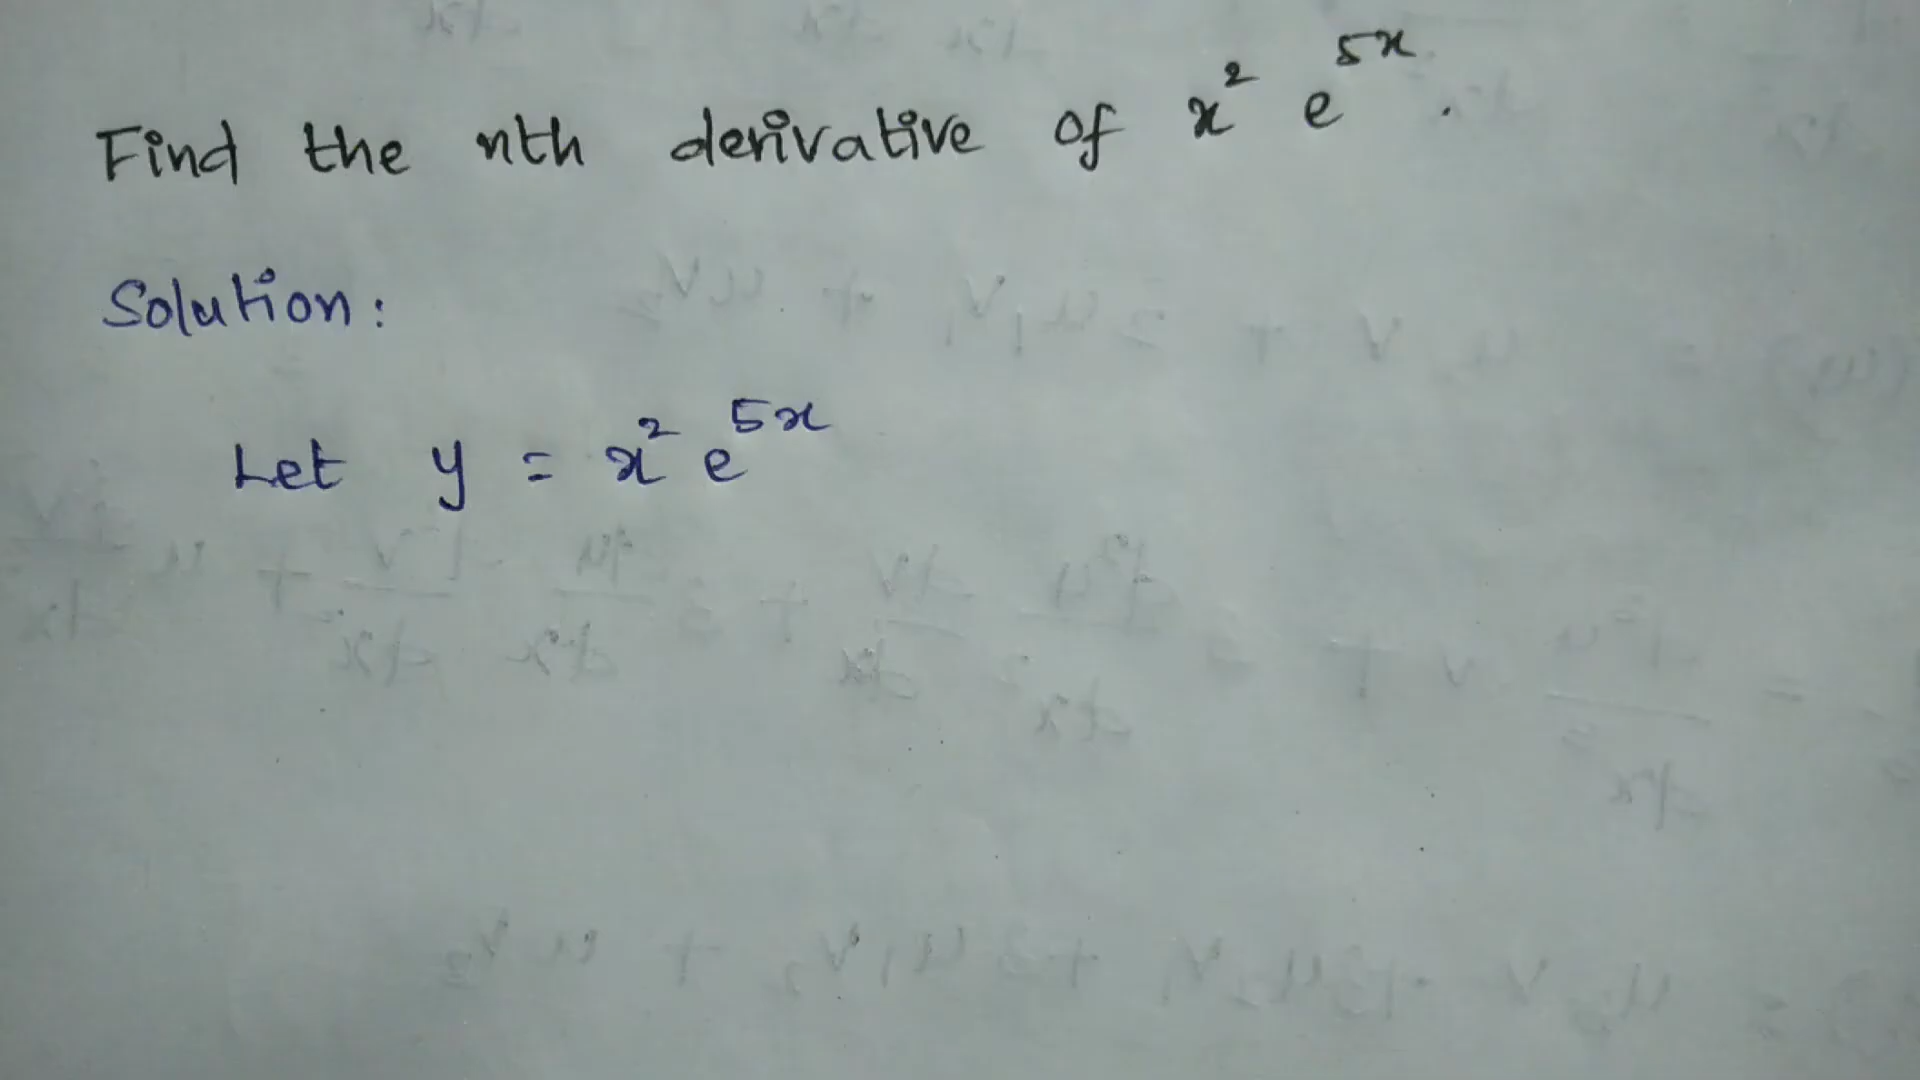 Find the nth derivative of x² e⁵ˣ.
Solution:
Let y = x² e⁵ˣ